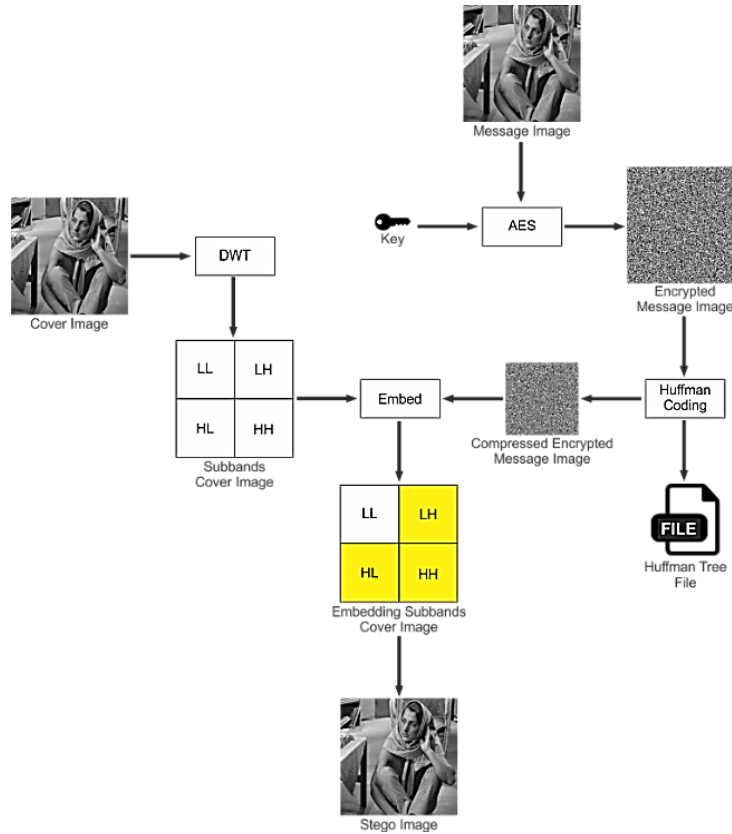 Message Image
Key
AES
Encrypted
Message Image
Cover Image
DWT
LL LH
HL HH
Subbands
Cover Image
Embed
Compressed Encrypted
Message Image
Huffman
Coding
LL LH
HL HH
Embedding Subbands
Cover Image
FILE
Huffman Tree
File
Stego Image